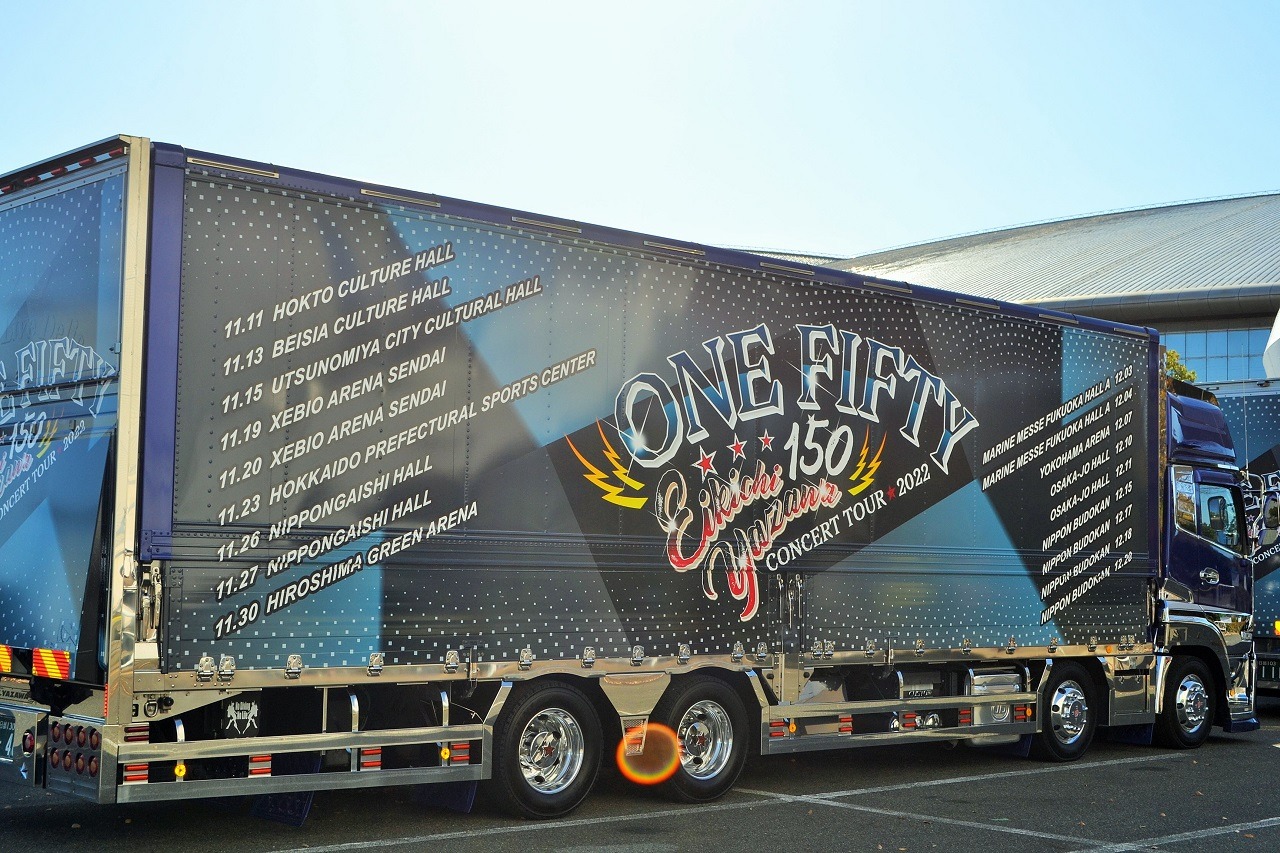 11.11 HOKTO CULTURE HALL
11.13 BEISIA CULTURE HALL
11.15 UTSUNOMIYA CITY CULTURAL HALL
11.19 XEBIO ARENA SENDAI
11.20 XEBIO ARENA SENDAI
11.23 HOKKAIDO PREFECTURAL SPORTS CENTER
11.26 NIPPONGAISHI HALL
11.27 NIPPONGAISHI HALL
11.30 HIROSHIMA GREEN ARENA
ONE FIFTY
150
Eikichi
Yazawa
CONCERT TOUR ★ 2022
MARINE MESSE FUKUOKA HALL A 12.03
MARINE MESSE FUKUOKA HALL A 12.04
YOKOHAMA ARENA 12.07
OSAKA-JO HALL 12.10
OSAKA-JO HALL 12.11
NIPPON BUDOKAN 12.15
NIPPON BUDOKAN 12.17
NIPPON BUDOKAN 12.18
NIPPON BUDOKAN 12.20
FIFTY
150
CONCERT TOUR 2022